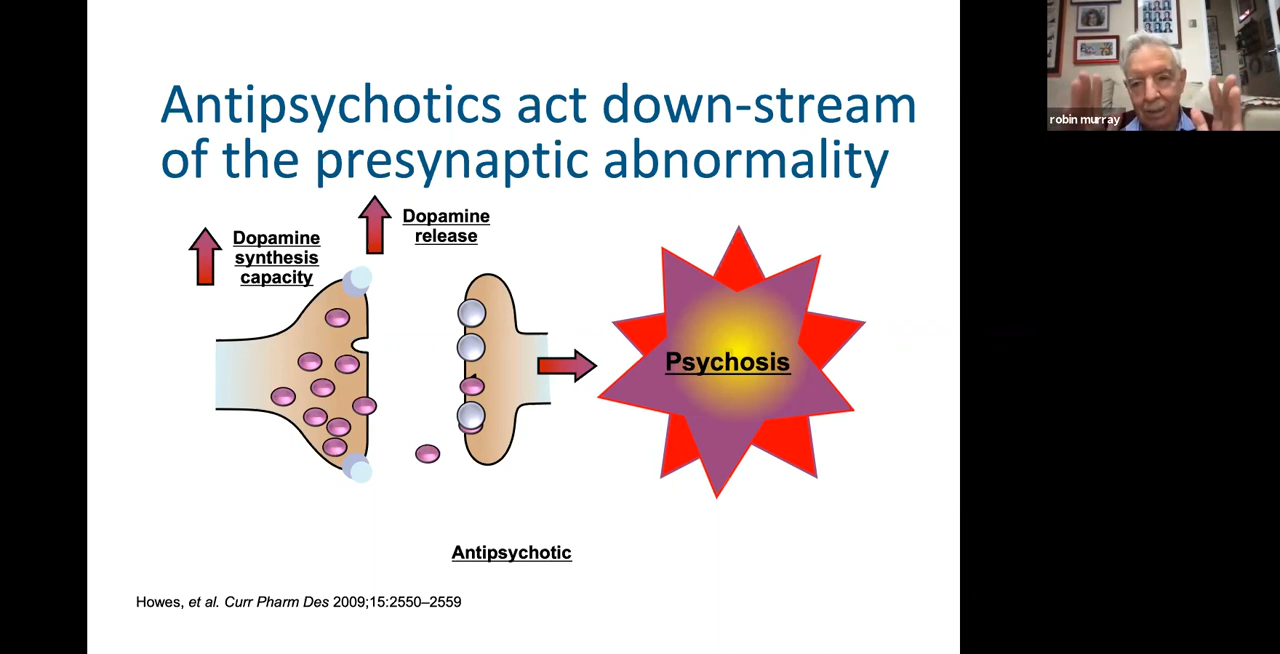 Antipsychotics act down-stream
of the presynaptic abnormality
Dopamine
synthesis
capacity
Dopamine
release
Psychosis
Antipsychotic
Howes, et al. Curr Pharm Des 2009;15:2550–2559
robin murray